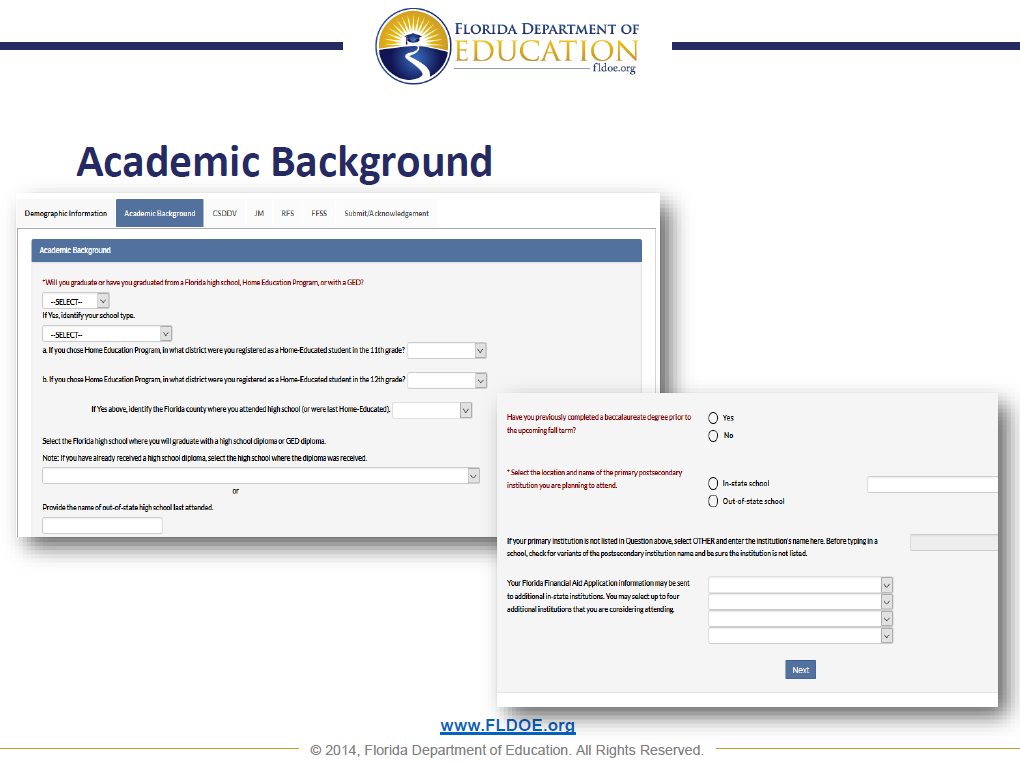 FLORIDA DEPARTMENT OF
EDUCATION
fldoe.org
Academic Background
Demographic Information
Academic Background
CSDDV
JM
RFS
FFSS
Submit/Acknowledgement
Academic Background
*Will you graduate or have you graduated from a Florida high school, Home Education Program, or with a GED?
--SELECT--
If Yes, identify your school type.
--SELECT--
a. If you chose Home Education Program, in what district were you registered as a Home-Educated student in the 11th grade?
b. If you chose Home Education Program, in what district were you registered as a Home-Educated student in the 12th grade?
If Yes above, identify the Florida county where you attended high school (or were last Home-Educated).
Select the Florida high school where you will graduate with a high school diploma or GED diploma.
Note: If you have already received a high school diploma, select the high school where the diploma was received.
or
Provide the name of out-of-state high school last attended.
Have you previously completed a baccalaureate degree prior to
the upcoming fall term?
Yes
No
* Select the location and name of the primary postsecondary
institution you are planning to attend.
In-state school
Out-of-state school
If your primary institution is not listed in Question above, select OTHER and enter the institution's name here. Before typing in a
school, check for variants of the postsecondary institution name and be sure the institution is not listed.
Your Florida Financial Aid Application information may be sent
to additional in-state institutions. You may select up to four
additional institutions that you are considering attending.
Next
www.FLDOE.org
© 2014, Florida Department of Education. All Rights Reserved.